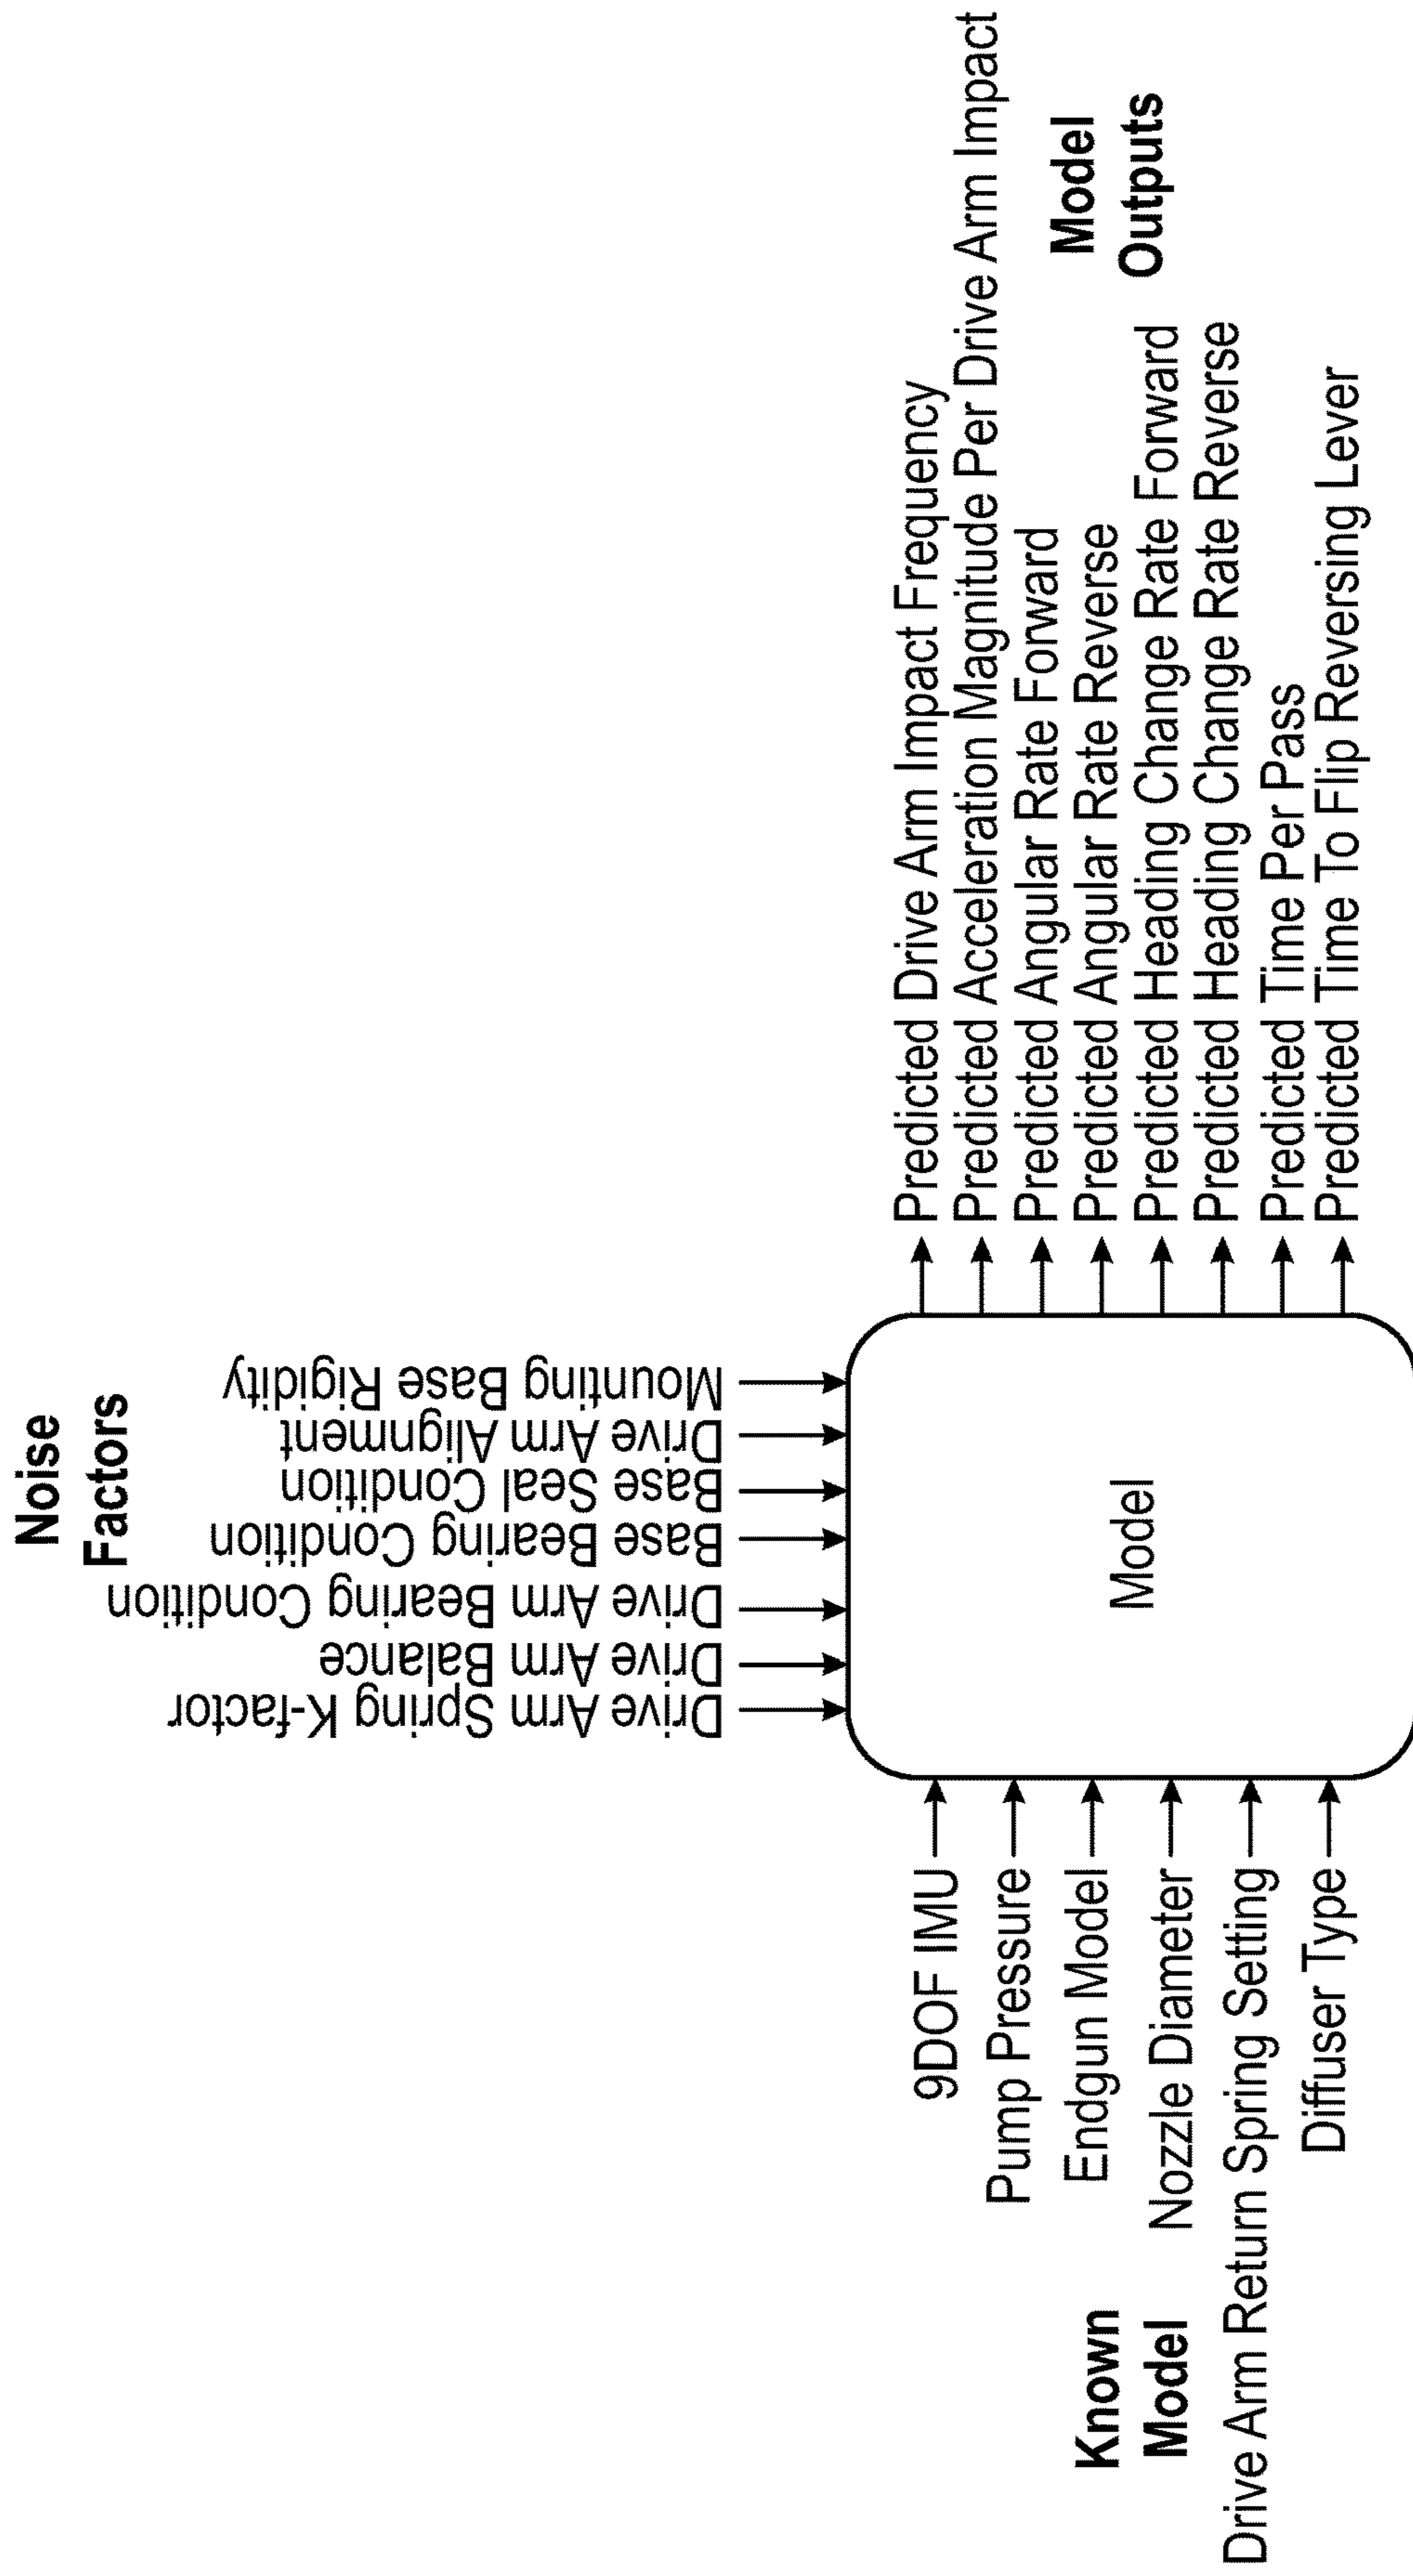 Noise
Factors
Drive Arm Spring K-factor
Drive Arm Balance
Drive Arm Bearing Condition
Base Bearing Condition
Base Seal Condition
Drive Arm Alignment
Mounting Base Rigidity
Known
Model
9DOF IMU
Pump Pressure
Endgun Model
Nozzle Diameter
Drive Arm Return Spring Setting
Diffuser Type
Model
Predicted Drive Arm Impact Frequency
Predicted Acceleration Magnitude Per Drive Arm Impact
Predicted Angular Rate Forward
Predicted Angular Rate Reverse
Predicted Heading Change Rate Forward
Predicted Heading Change Rate Reverse
Predicted Time Per Pass
Predicted Time To Flip Reversing Lever
Model
Outputs